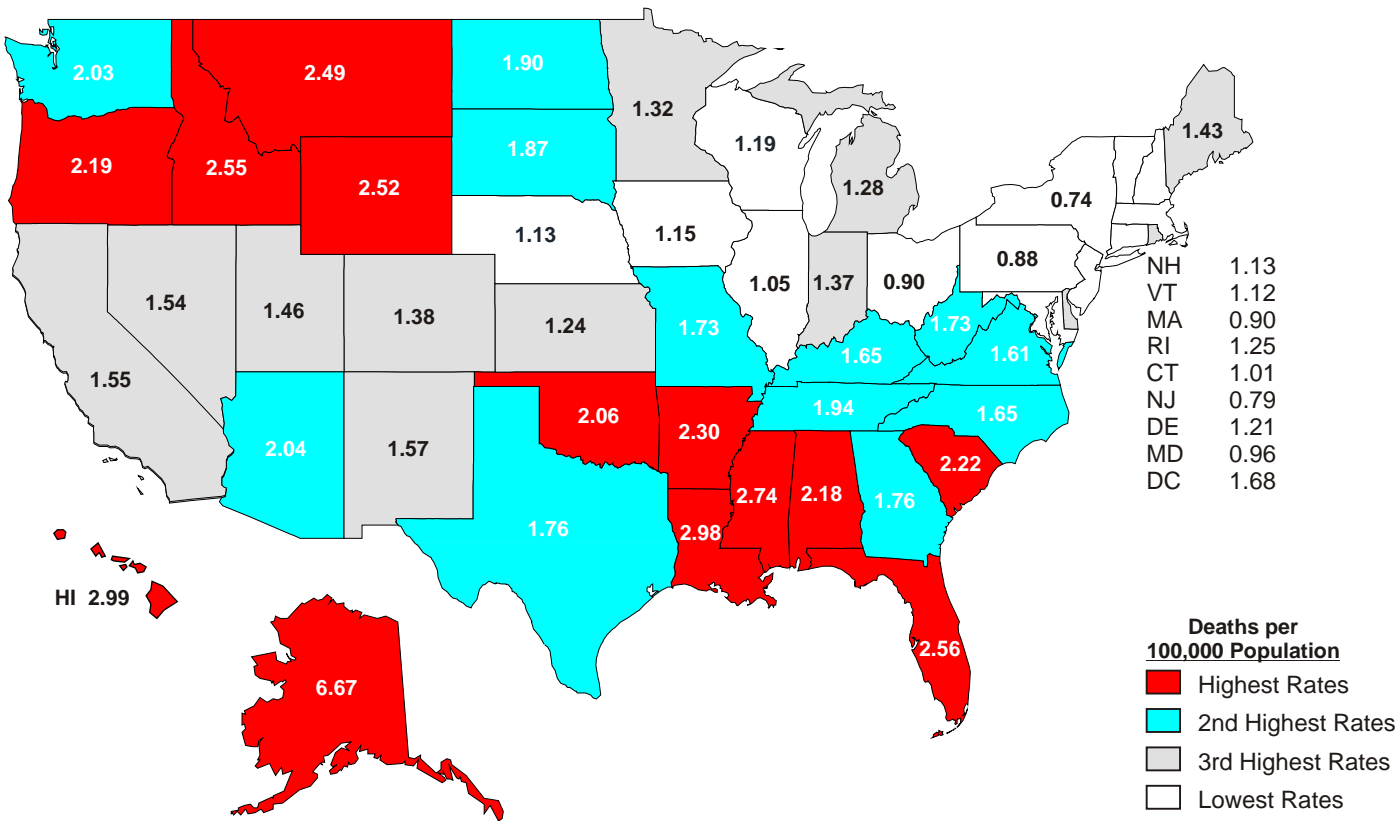 2.03
2.49
1.90
1.32
1.19
1.43
2.19
2.55
2.52
1.87
1.28
0.74
1.13
1.15
1.05
1.37
0.90
0.88
1.54
1.46
1.38
1.24
1.73
1.65
1.73
1.61
1.55
2.04
1.57
2.06
2.30
1.94
1.65
1.76
2.98
2.74
2.18
1.76
2.22
2.56
HI 2.99
6.67
NH 1.13
VT 1.12
MA 0.90
RI 1.25
CT 1.01
NJ 0.79
DE 1.21
MD 0.96
DC 1.68
Deaths per
100,000 Population
Highest Rates
2nd Highest Rates
3rd Highest Rates
Lowest Rates